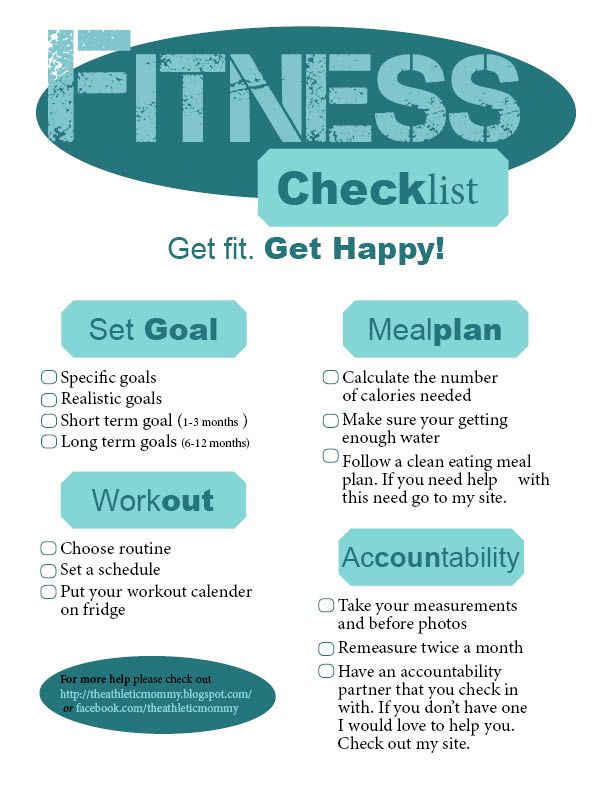 FITNESS
Checklist
Get fit. Get Happy!
Set Goal
Specific goals
Realistic goals
Short term goal (1-3 months )
Long term goals (6-12 months)
Workout
Choose routine
Set a schedule
Put your workout calender
on fridge
For more help please check out
http://theathleticmommy.blogspot.com/
or facebook.com/theathleticmommy
Mealplan
Calculate the number
of calories needed
Make sure your getting
enough water
Follow a clean eating meal
plan. If you need help with
this need go to my site.
Accountability
Take your measurements
and before photos
Remeasure twice a month
Have an accountability
partner that you check in
with. If you don’t have one
I would love to help you.
Check out my site.